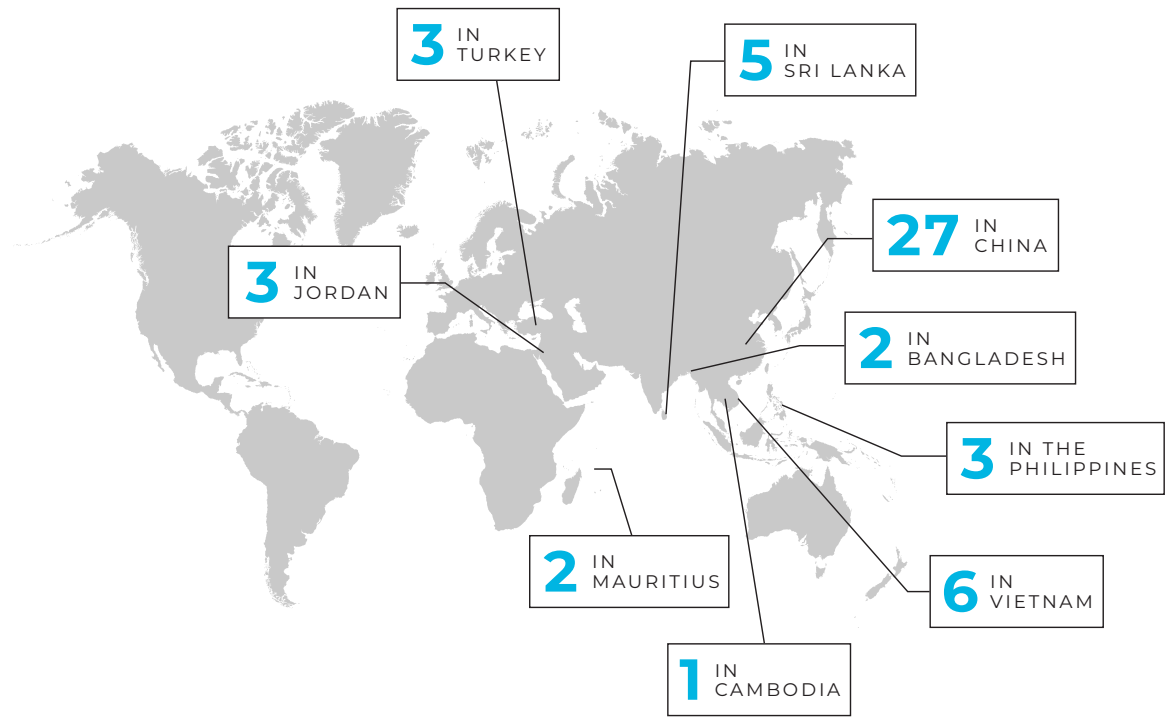 3 IN
TURKEY
5 IN
SRI LANKA
27 IN
CHINA
3 IN
JORDAN
2 IN
BANGLADESH
3 IN THE
PHILIPPINES
2 IN
MAURITIUS
6 IN
VIETNAM
1 IN
CAMBODIA